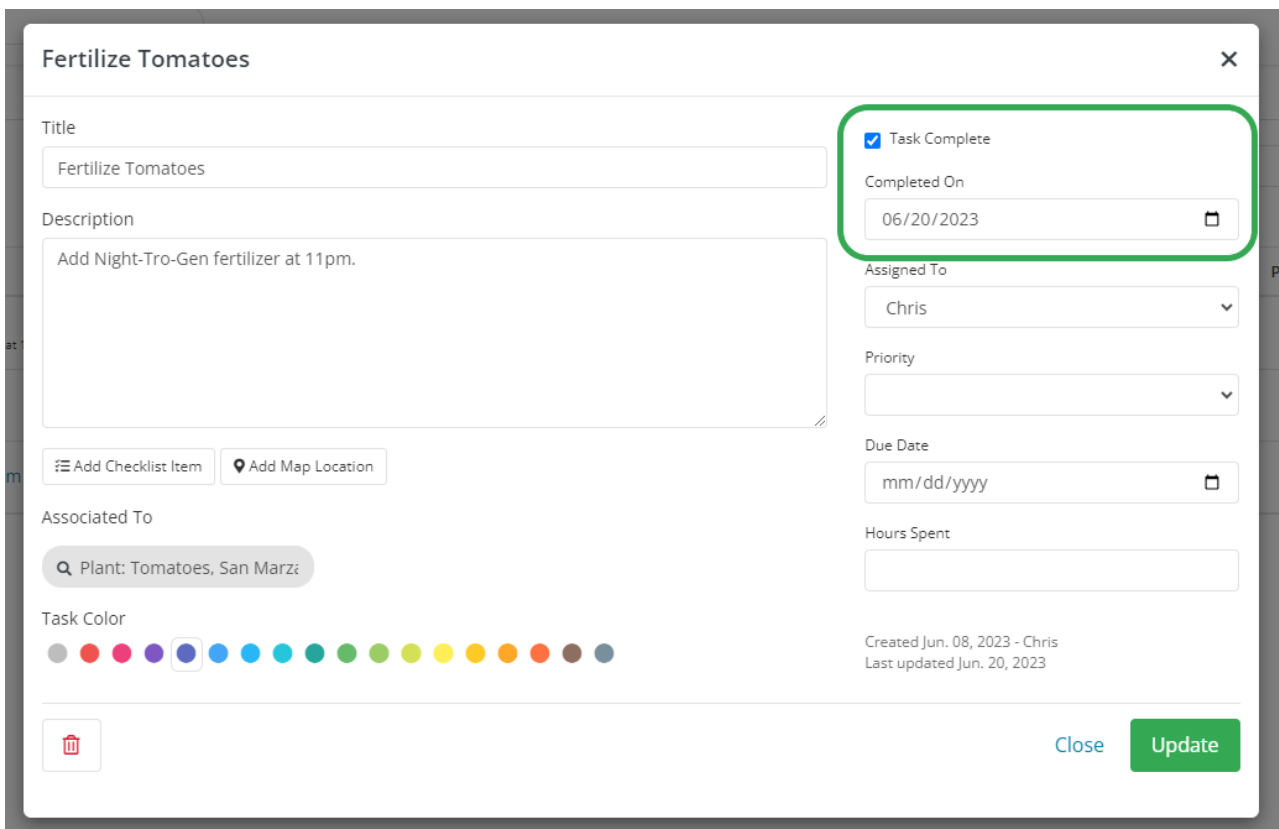 Fertilize Tomatoes
Title
Fertilize Tomatoes
Description
Add Night-Tro-Gen fertilizer at 11pm.
Add Checklist Item
Add Map Location
Associated To
Plant: Tomatoes, San Marza
Task Color
Task Complete
Completed On
06/20/2023
Assigned To
Chris
Priority
Due Date
mm/dd/yyyy
Hours Spent
Created Jun. 08, 2023 - Chris
Last updated Jun. 20, 2023
Close
Update